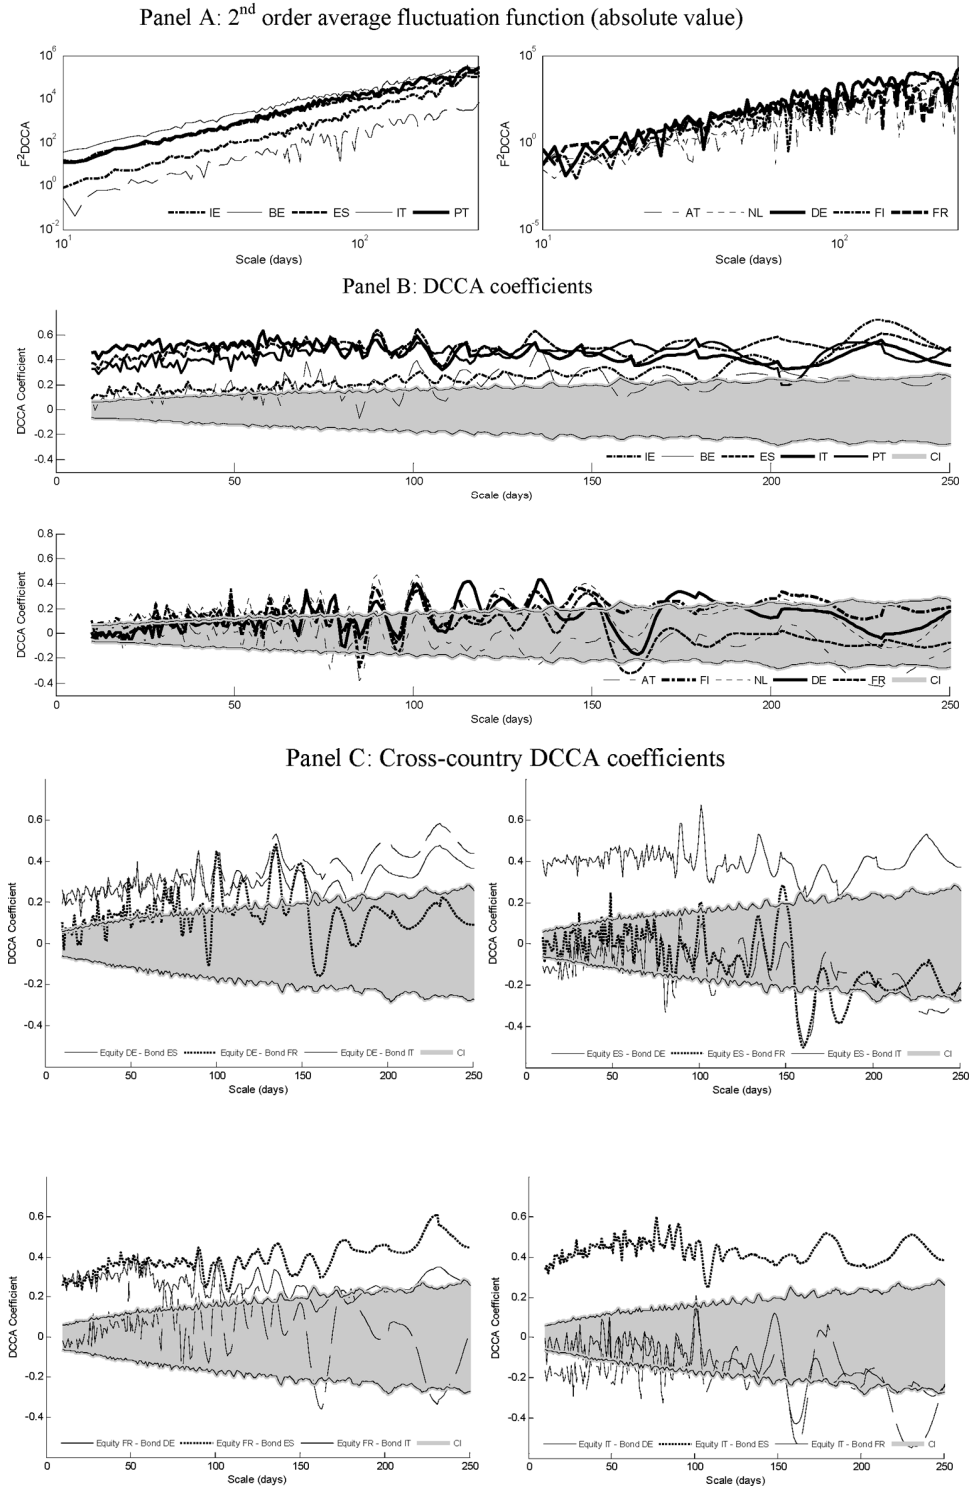 Panel A: 2nd order average fluctuation function (absolute value)
10^6
10^4
10^2
10^0
10^-2
F^2DCCA
IE BE ES IT PT
10^1 10^2
Scale (days)
10^5
10^0
10^-5
F^2DCCA
AT NL DE FI FR
10^1 10^2
Scale (days)
Panel B: DCCA coefficients
0.6
0.4
0.2
0
-0.2
-0.4
DCCA Coefficient
IE BE ES IT PT CI
0 50 100 150 200 250
Scale (days)
0.8
0.6
0.4
0.2
0
-0.2
-0.4
DCCA Coefficient
AT FI NL DE FR CI
0 50 100 150 200 250
Scale (days)
Panel C: Cross-country DCCA coefficients
0.6
0.4
0.2
0
-0.2
-0.4
DCCA Coefficient
Equity DE - Bond ES Equity DE - Bond FR Equity DE - Bond IT CI
0 50 100 150 200 250
Scale (days)
0.6
0.4
0.2
0
-0.2
-0.4
DCCA Coefficient
Equity ES - Bond DE Equity ES - Bond FR Equity ES - Bond IT CI
0 50 100 150 200 250
Scale (days)
0.6
0.4
0.2
0
-0.2
-0.4
DCCA Coefficient
Equity FR - Bond DE Equity FR - Bond ES Equity FR - Bond IT CI
0 50 100 150 200 250
Scale (days)
0.6
0.4
0.2
0
-0.2
-0.4
DCCA Coefficient
Equity IT - Bond DE Equity IT - Bond ES Equity IT - Bond FR CI
0 50 100 150 200 250
Scale (days)